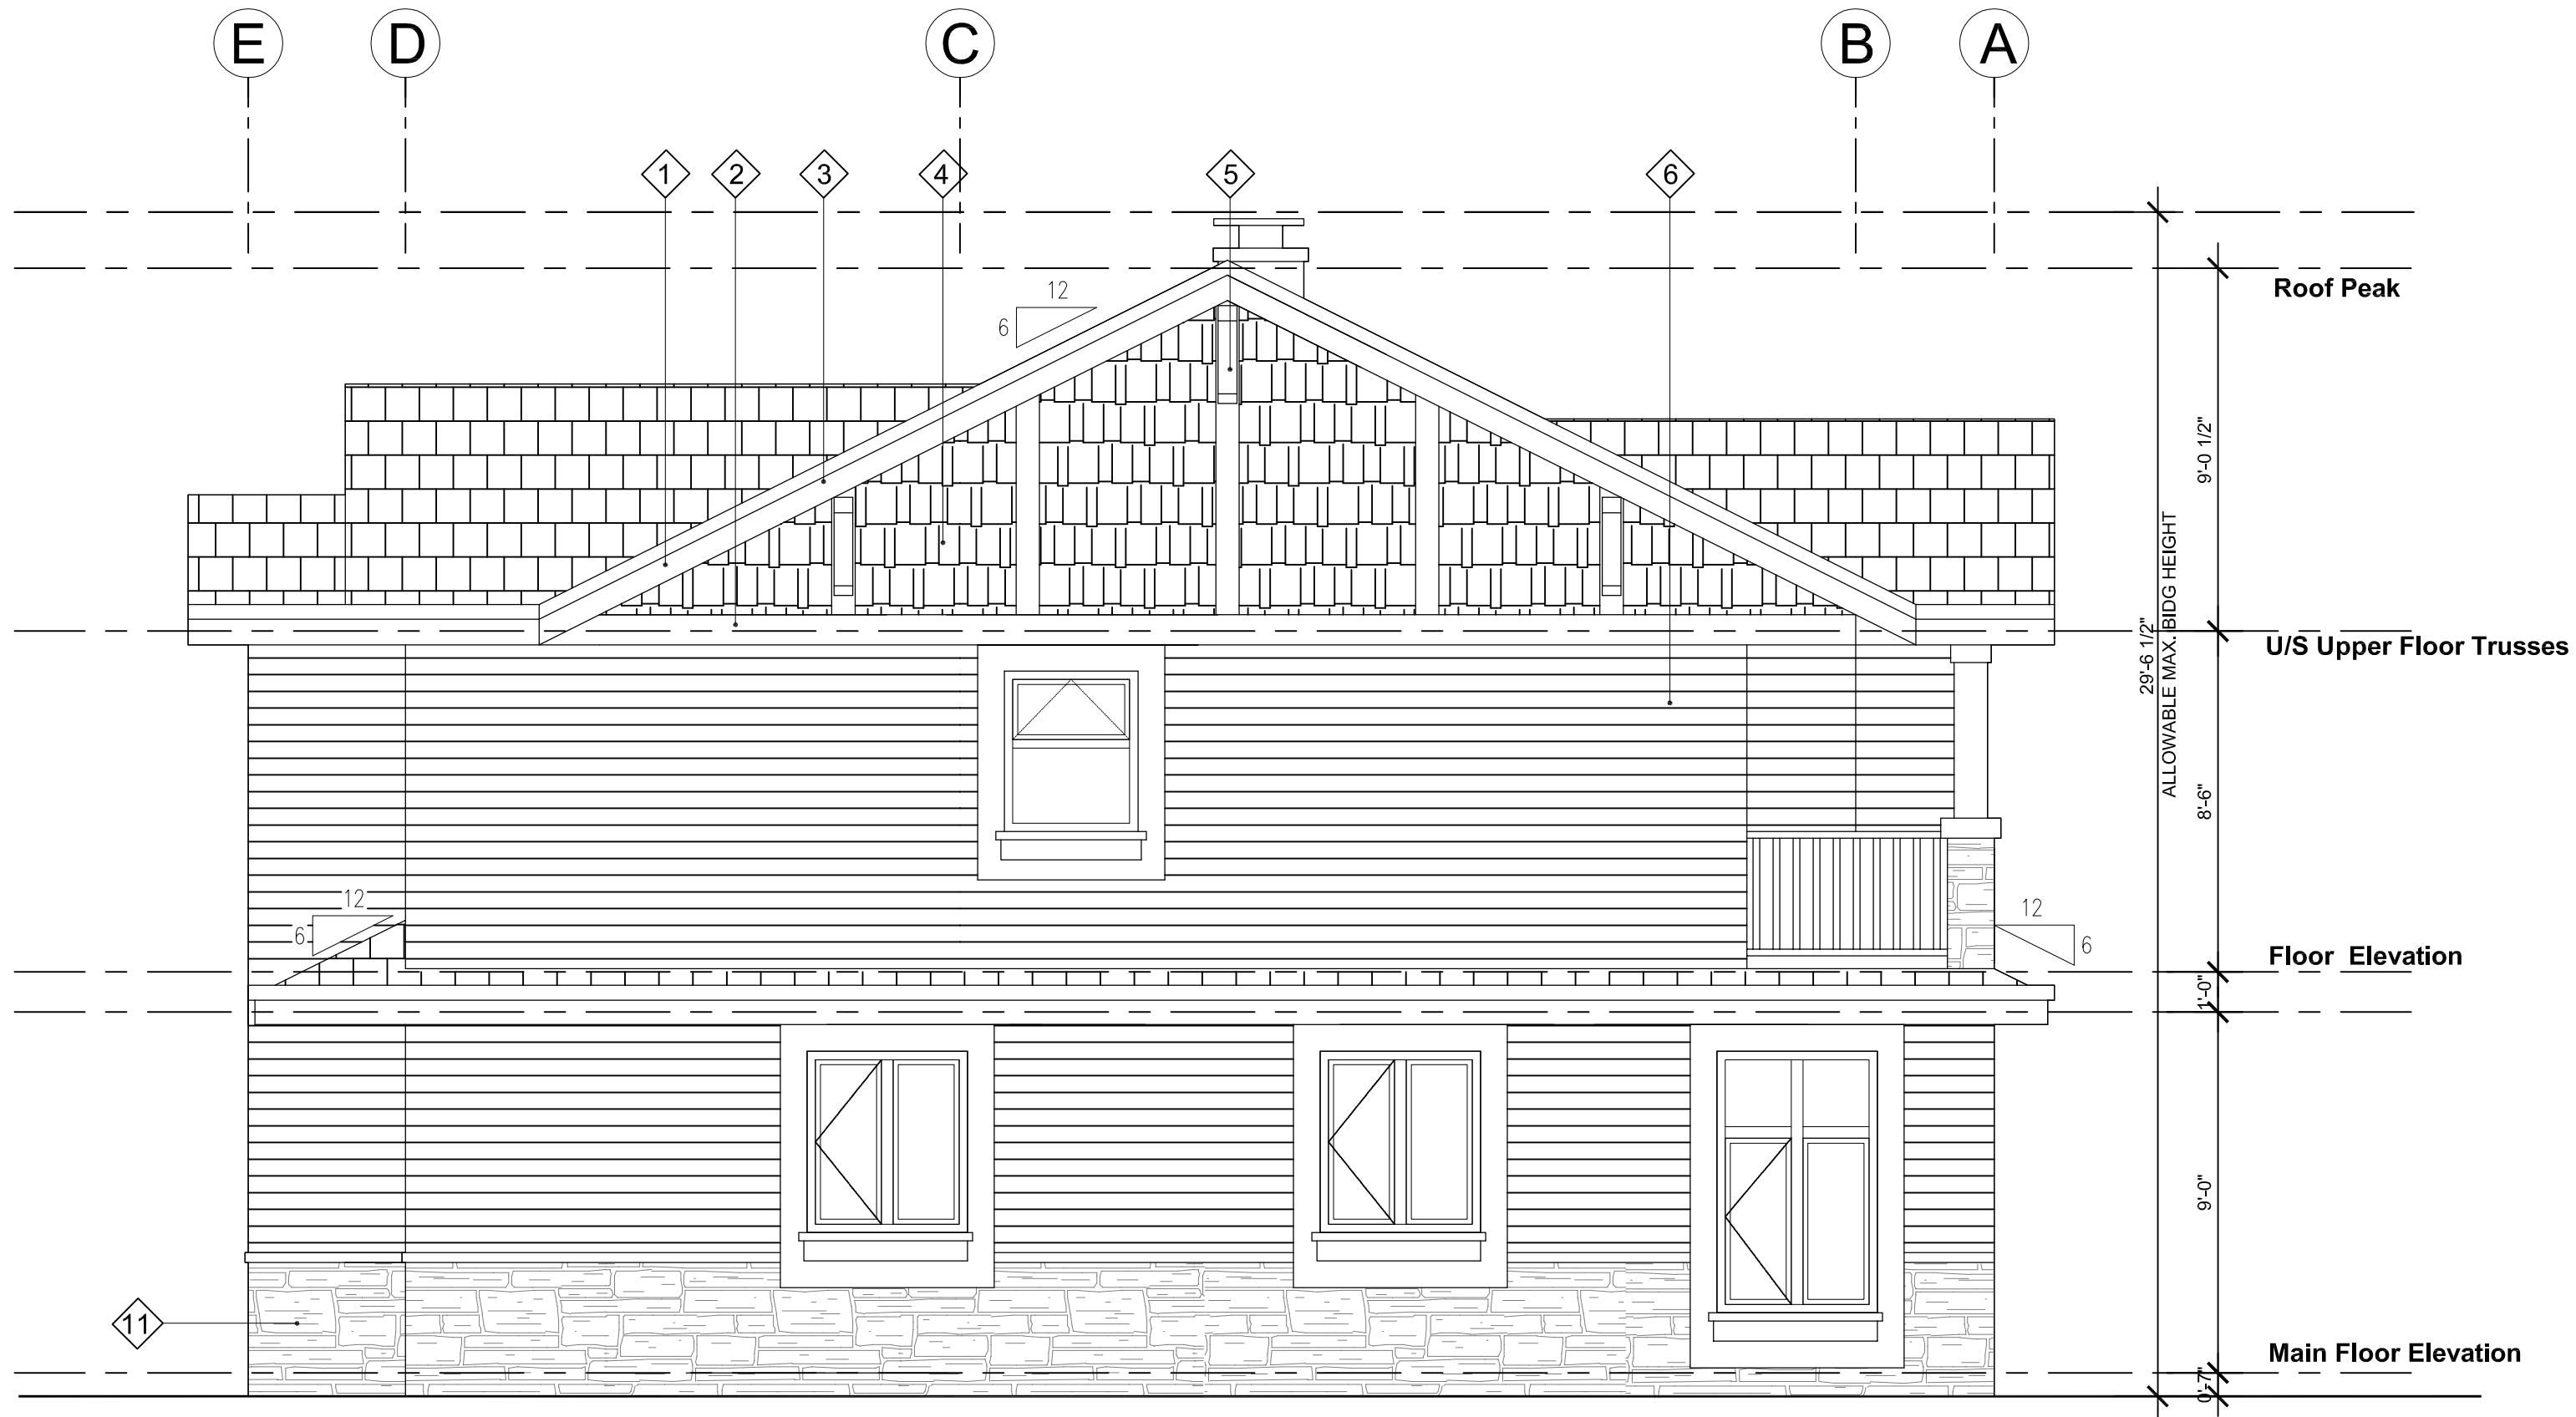 E D C B A
1 2 3 4 5 6
12
6
Roof Peak
9'-0 1/2"
U/S Upper Floor Trusses
29'-6 1/2"
ALLOWABLE MAX. BIDG HEIGHT
8'-6"
12
6
12
6
Floor Elevation
1'-0"
9'-0"
11
Main Floor Elevation
0'-7"